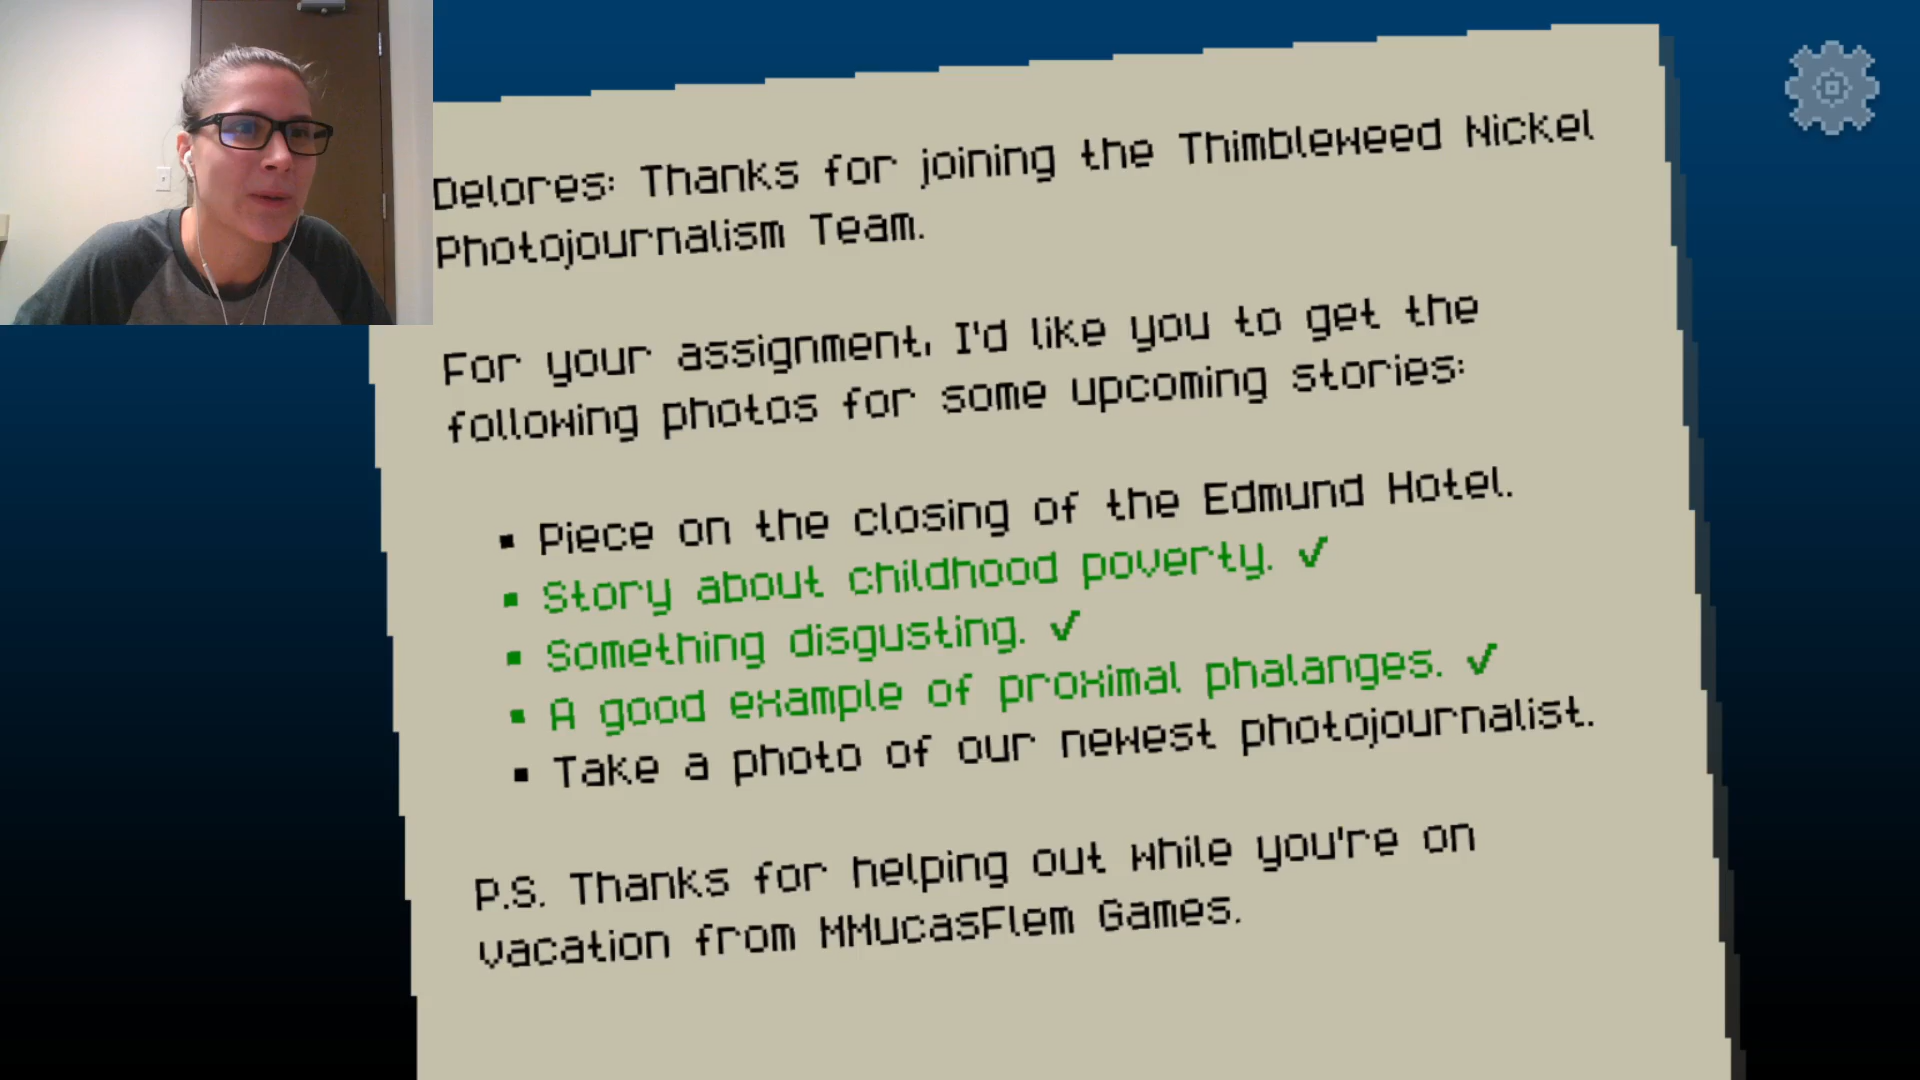 Delores: Thanks for joining the Thimbleweed Nickel
Photojournalism Team.
For your assignment, I'd like you to get the
following photos for some upcoming stories:
▪ Piece on the closing of the Edmund Hotel.
▪ Story about childhood poverty. ✓
▪ Something disgusting. ✓
▪ A good example of proximal phalanges. ✓
▪ Take a photo of our newest photojournalist.
P.S. Thanks for helping out while you're on
vacation from MMucasFlem Games.